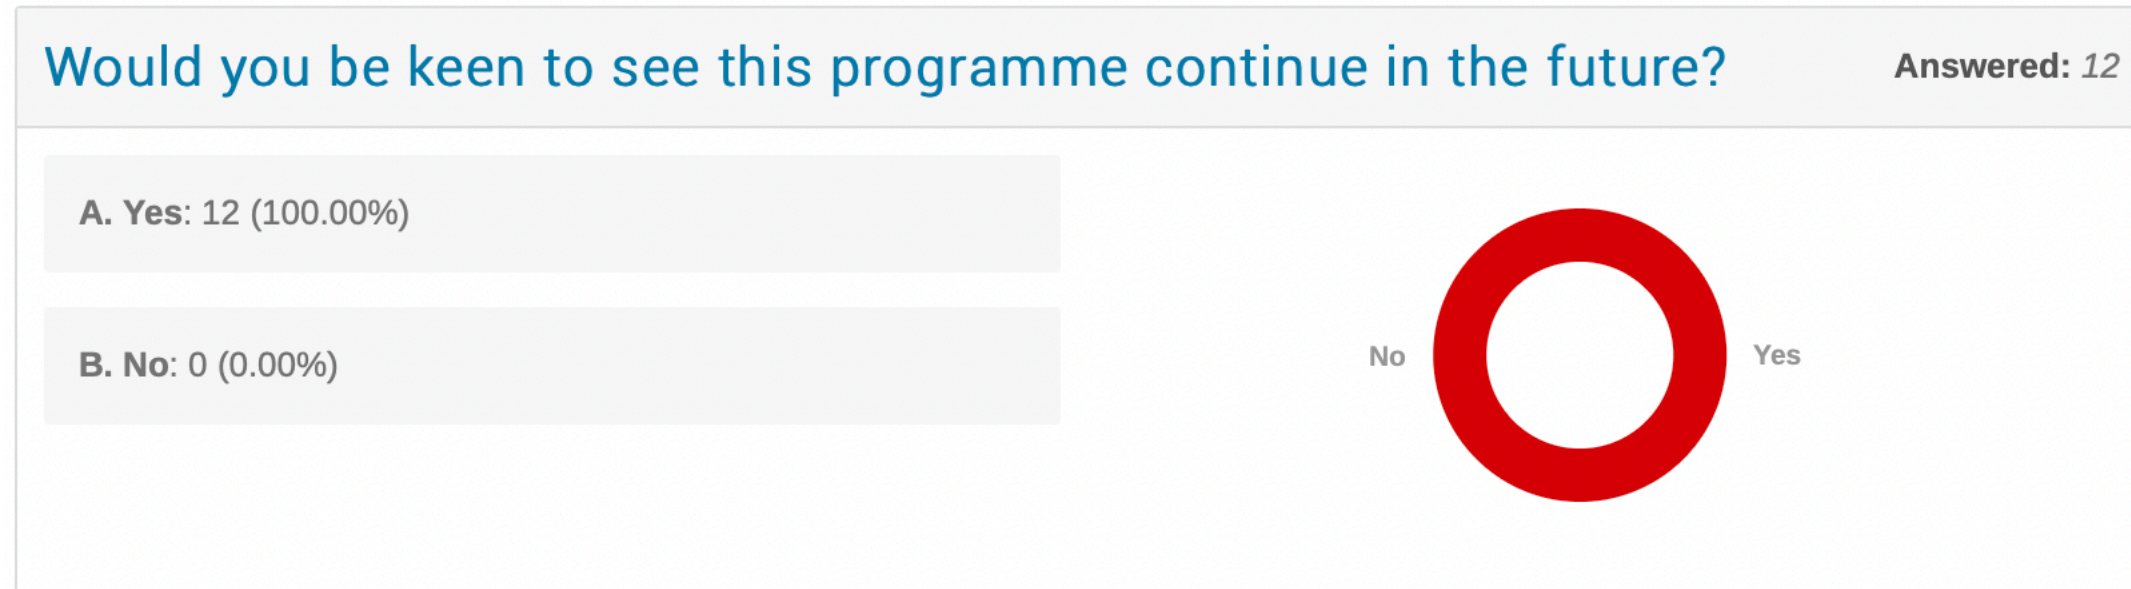 Would you be keen to see this programme continue in the future?
Answered: 12
A. Yes: 12 (100.00%)
B. No: 0 (0.00%)
No
Yes